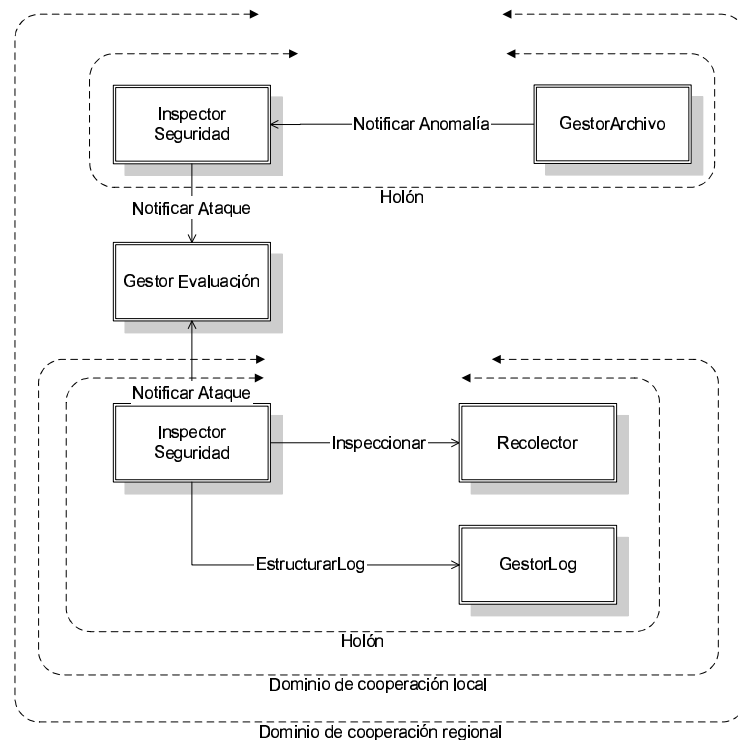 Inspector
Seguridad
Notificar Anomalía
GestorArchivo
Holón
Notificar Ataque
Gestor Evaluación
Notificar Ataque
Inspector
Seguridad
Inspeccionar
Recolector
EstructurarLog
GestorLog
Holón
Dominio de cooperación local
Dominio de cooperación regional